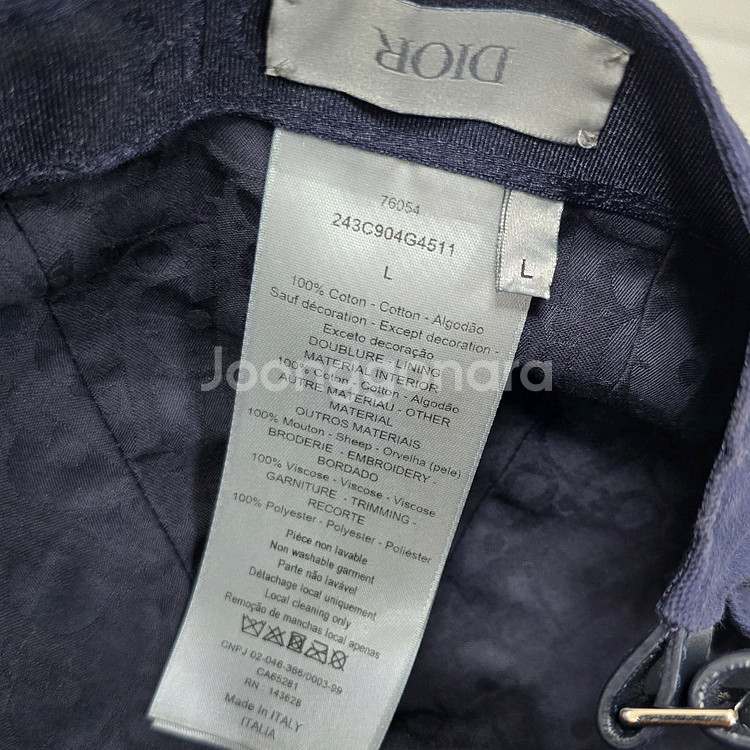 DIOR
76054
243C904G4511
L
L
100% Coton - Cotton - Algodão
Sauf décoration - Except decoration -
Exceto decoração
DOUBLURE - LINING
MATERIAL INTERIOR
100% Coton - Cotton - Algodão
AUTRE MATERIAU - OTHER
MATERIAL
OUTROS MATERIAIS
100% Mouton - Sheep - Orvelha (pele)
BRODERIE - EMBROIDERY -
BORDADO
100% Viscose - Viscose - Viscose
GARNITURE - TRIMMING -
RECORTE
100% Polyester - Polyester - Poliéster
Pièce non lavable
Non washable garment
Parte não lavável
Détachage local uniquement
Local cleaning only
Remoção de manchas local apenas
CNPJ 02-046-366/0003-99
CA65281
RN - 143628
Made In ITALY
ITALIA
Joongganara